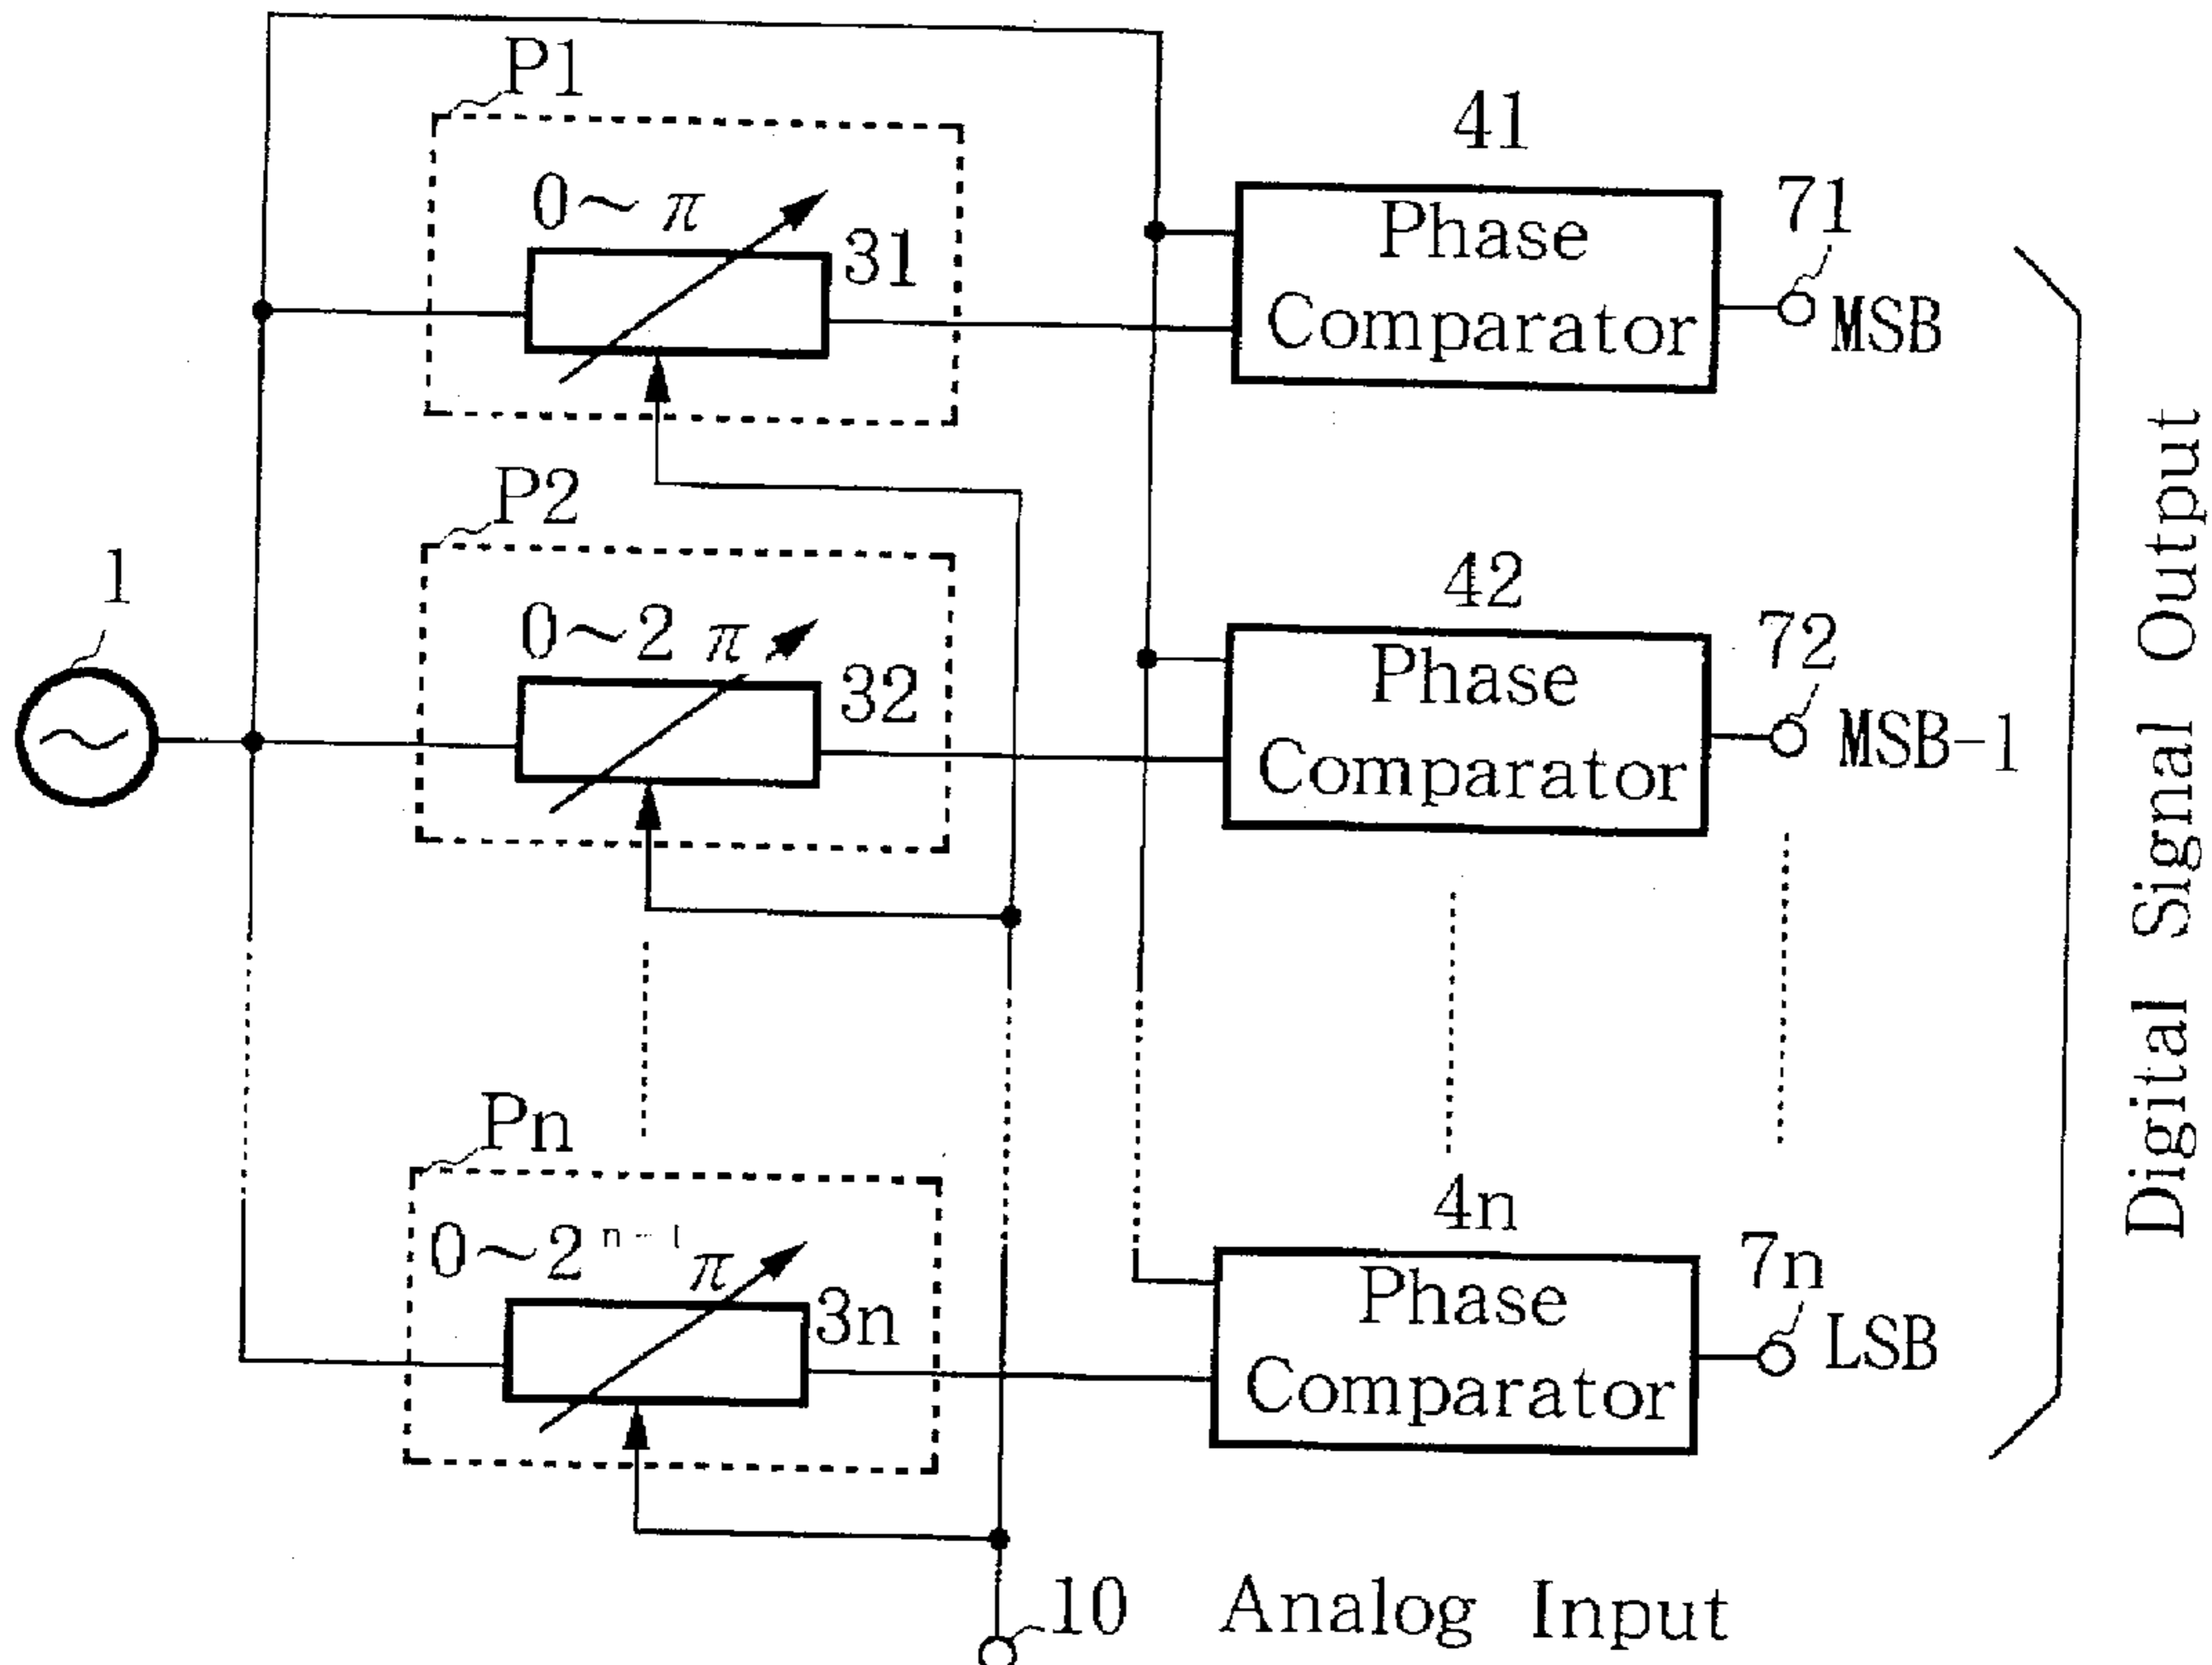 P1
41
0~π
31
Phase
Comparator
71
MSB
P2
42
1
0~2π
32
Phase
Comparator
72
MSB-1
Pn
4n
0~2ⁿ⁻¹π
3n
Phase
Comparator
7n
LSB
10 Analog Input
Digital Signal Output